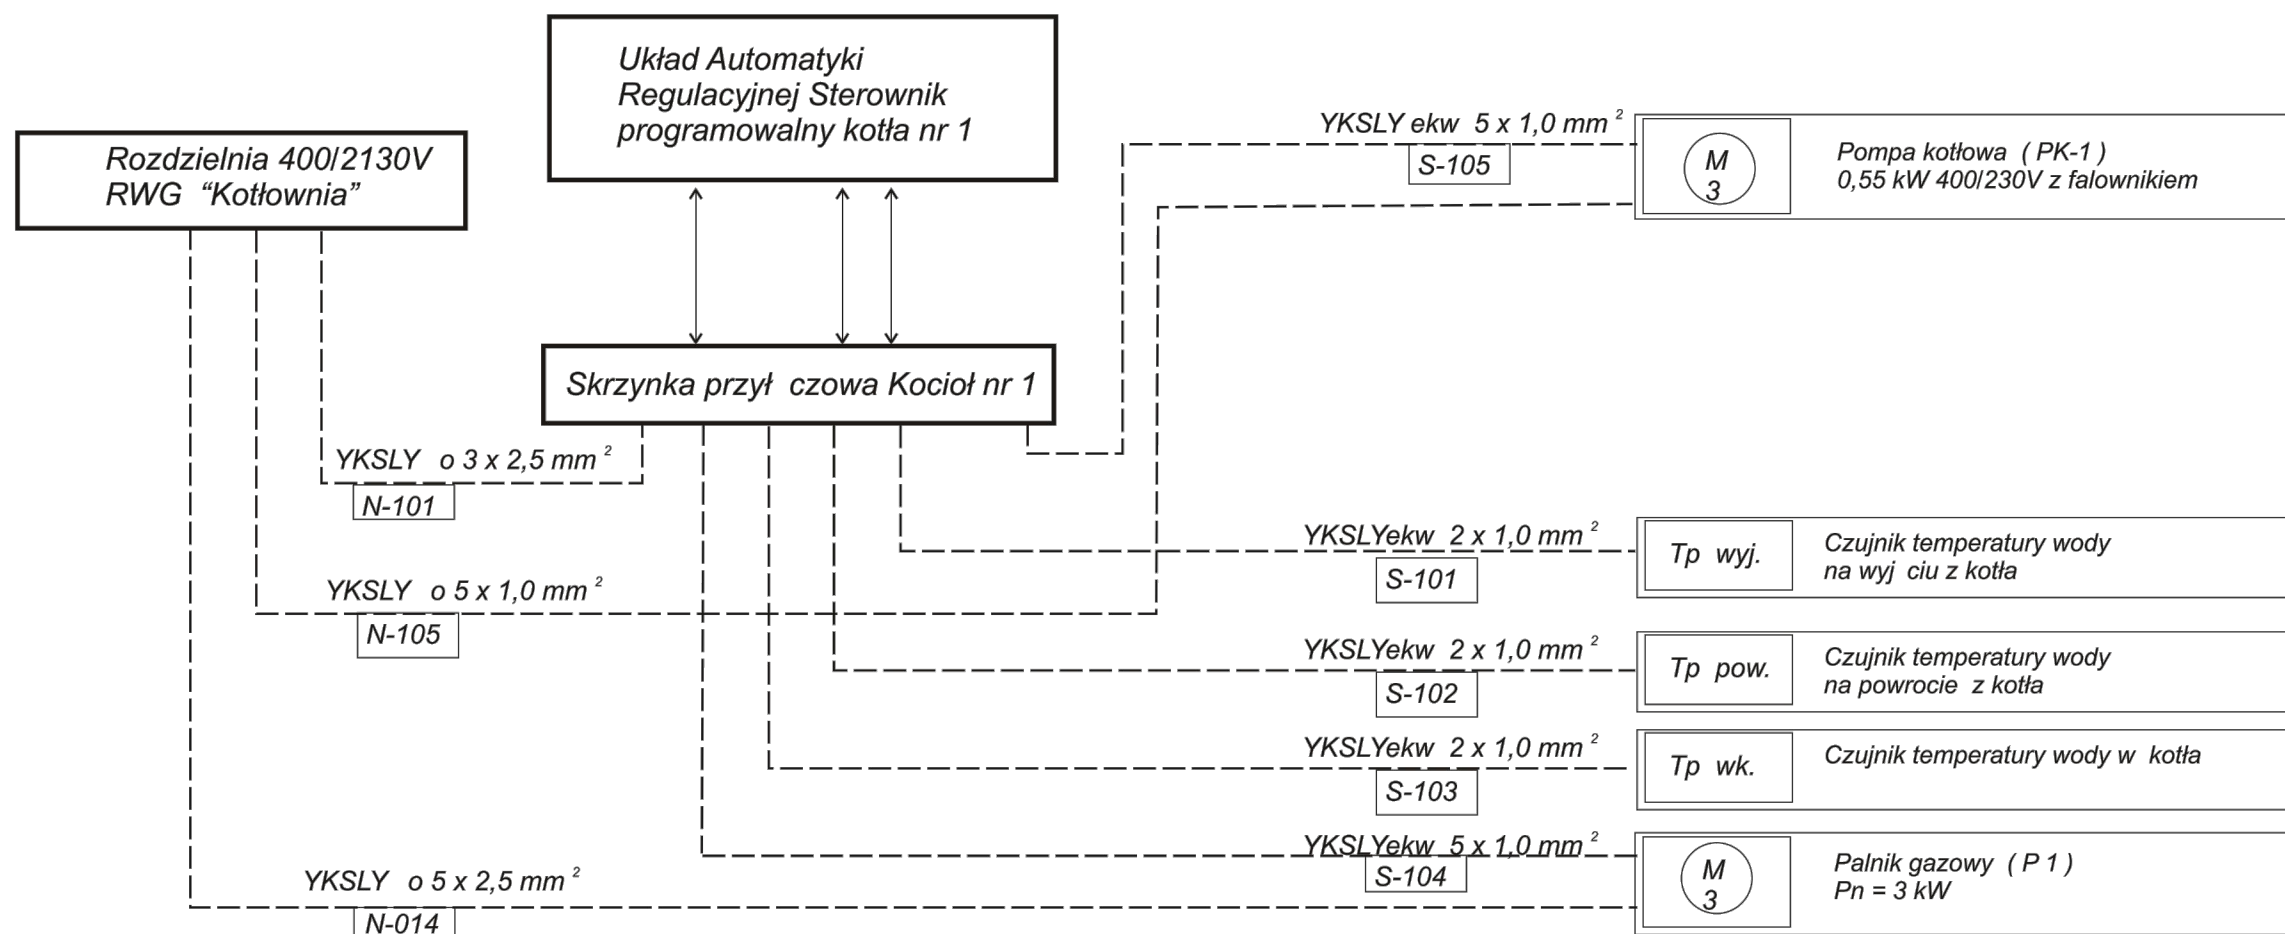 Układ Automatyki
Regulacyjnej Sterownik
programowalny kotła nr 1
Rozdzielnia 400/2130V
RWG “Kotłownia”
YKSLY ekw 5 x 1,0 mm ²
S-105
M
3
Pompa kotłowa ( PK-1 )
0,55 kW 400/230V z falownikiem
Skrzynka przył czowa Kocioł nr 1
YKSLY o 3 x 2,5 mm ²
N-101
YKSLYekw 2 x 1,0 mm ²
S-101
Tp wyj.
Czujnik temperatury wody
na wyj ciu z kotła
YKSLY o 5 x 1,0 mm ²
N-105
YKSLYekw 2 x 1,0 mm ²
S-102
Tp pow.
Czujnik temperatury wody
na powrocie z kotła
YKSLYekw 2 x 1,0 mm ²
S-103
Tp wk.
Czujnik temperatury wody w kotła
YKSLYekw 5 x 1,0 mm ²
S-104
M
3
Palnik gazowy ( P 1 )
Pn = 3 kW
YKSLY o 5 x 2,5 mm ²
N-014